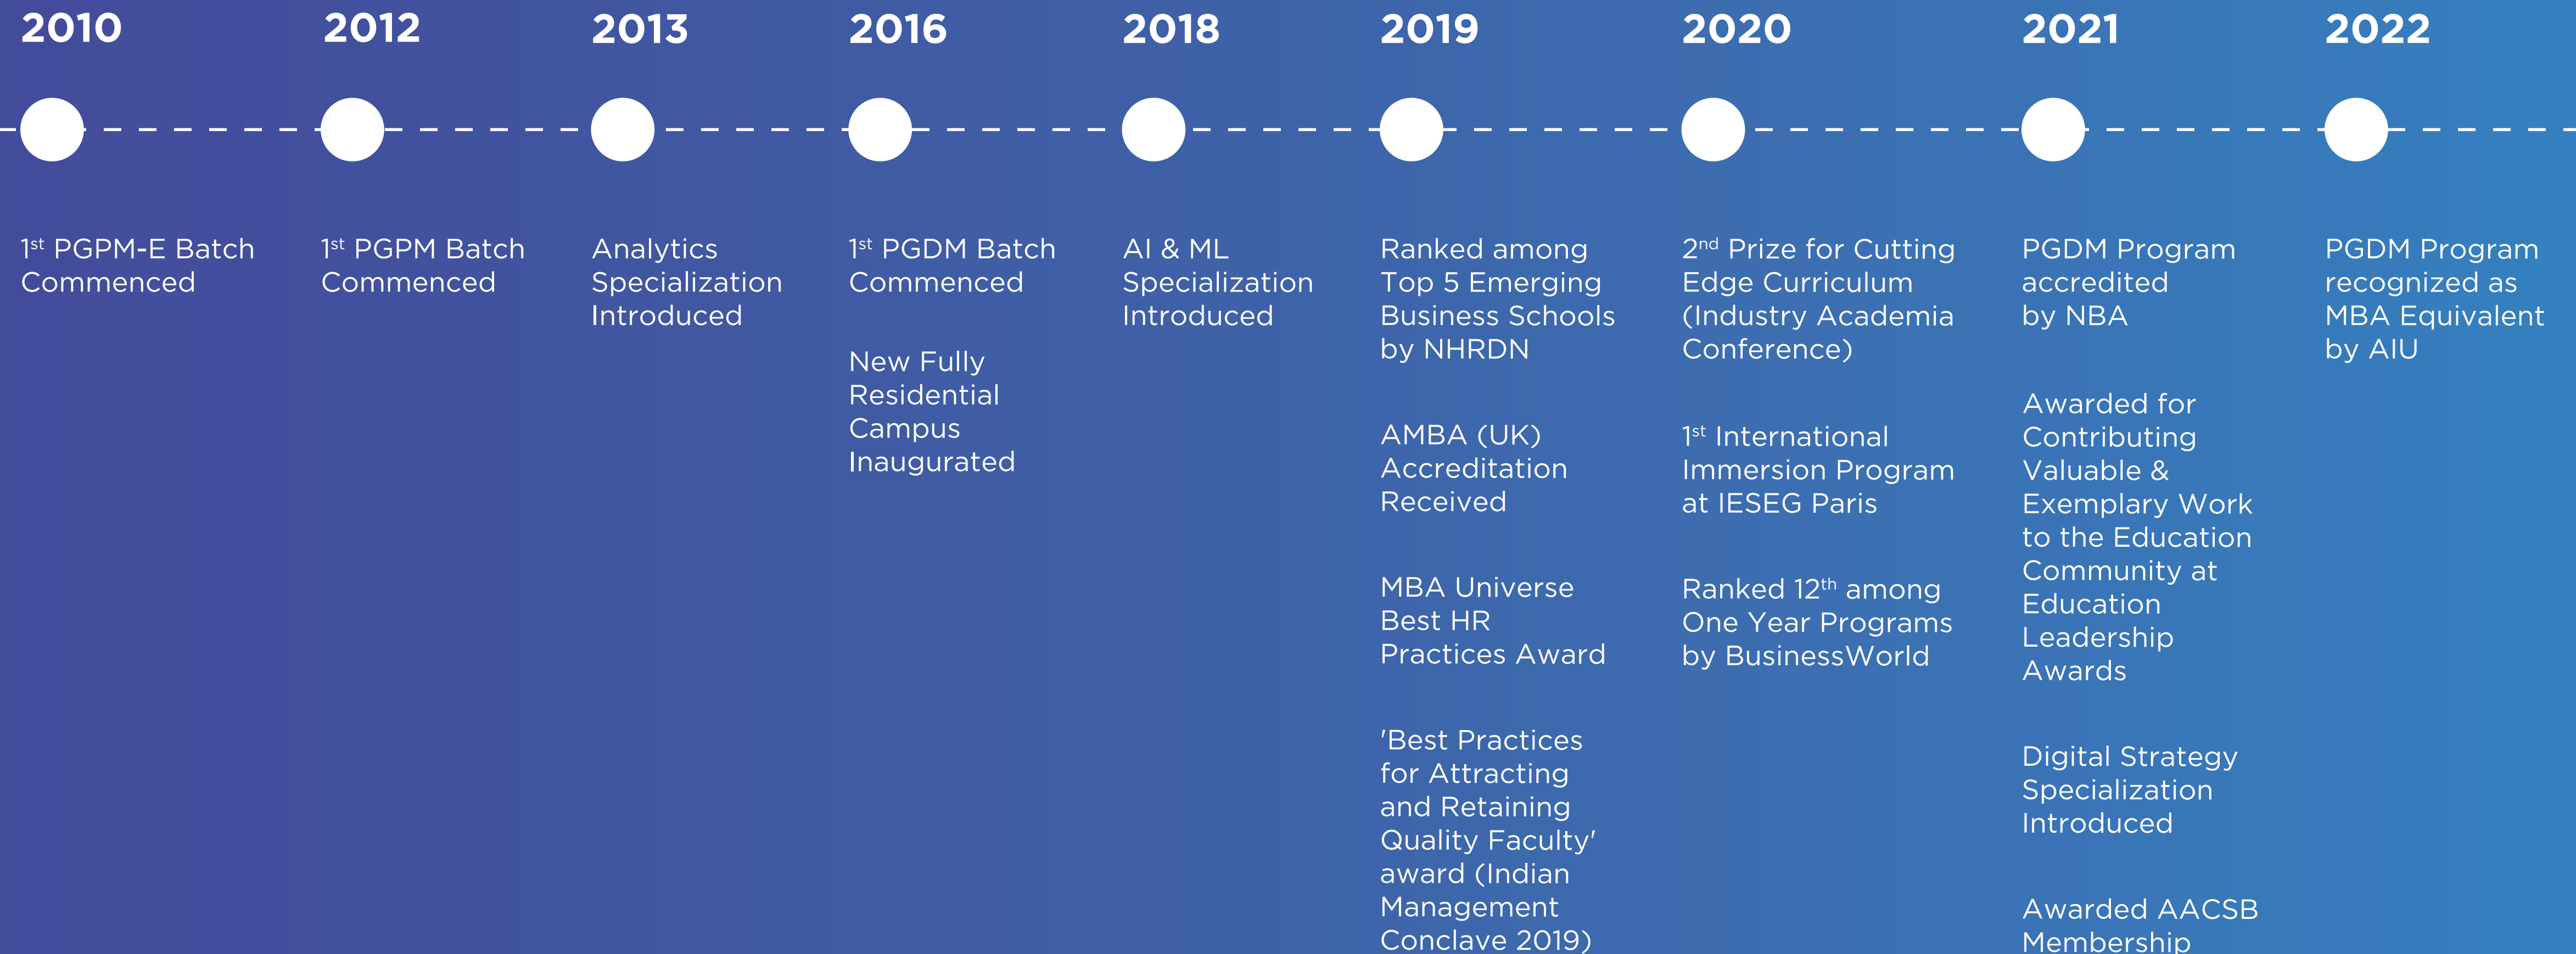 2010
1st PGPM-E Batch
Commenced
2012
1st PGPM Batch
Commenced
2013
Analytics
Specialization
Introduced
2016
1st PGDM Batch
Commenced
New Fully
Residential
Campus
Inaugurated
2018
AI & ML
Specialization
Introduced
2019
Ranked among
Top 5 Emerging
Business Schools
by NHRDN
AMBA (UK)
Accreditation
Received
MBA Universe
Best HR
Practices Award
'Best Practices
for Attracting
and Retaining
Quality Faculty'
award (Indian
Management
Conclave 2019)
2020
2nd Prize for Cutting
Edge Curriculum
(Industry Academia
Conference)
1st International
Immersion Program
at IESEG Paris
Ranked 12th among
One Year Programs
by BusinessWorld
2021
PGDM Program
accredited
by NBA
Awarded for
Contributing
Valuable &
Exemplary Work
to the Education
Community at
Education
Leadership
Awards
Digital Strategy
Specialization
Introduced
Awarded AACSB
Membership
2022
PGDM Program
recognized as
MBA Equivalent
by AIU